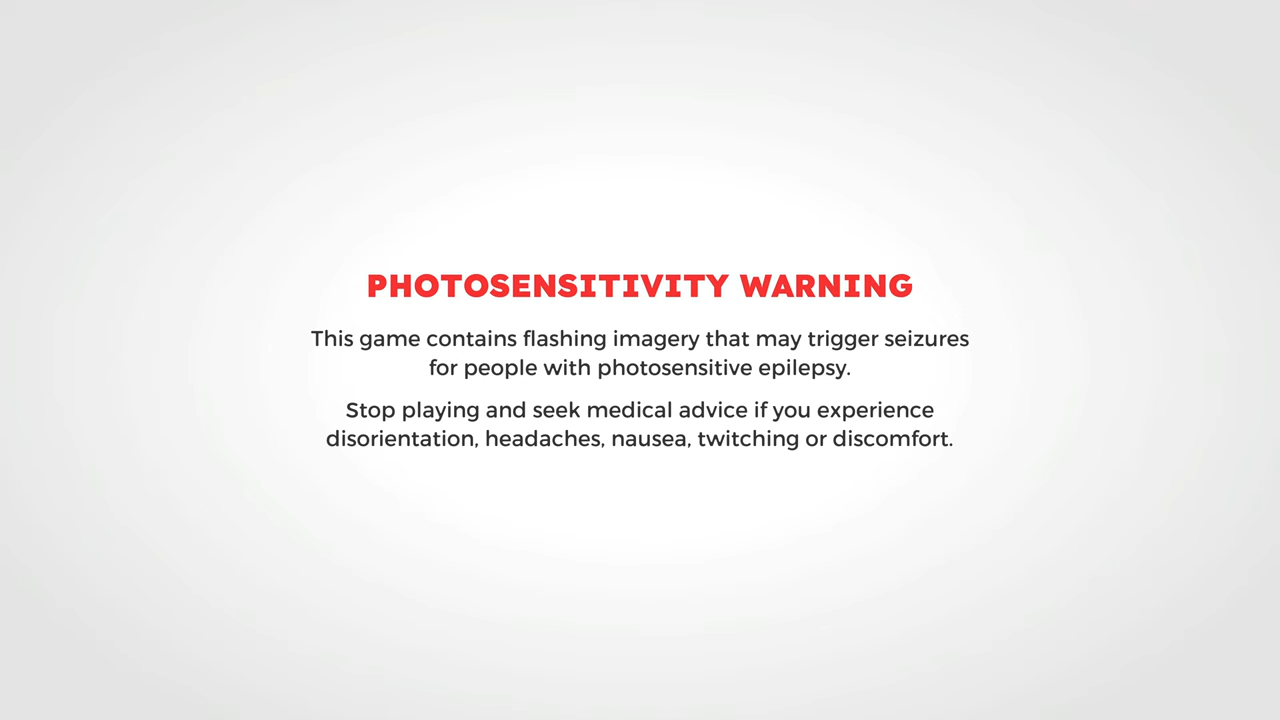 PHOTOSENSITIVITY WARNING
This game contains flashing imagery that may trigger seizures
for people with photosensitive epilepsy.
Stop playing and seek medical advice if you experience
disorientation, headaches, nausea, twitching or discomfort.